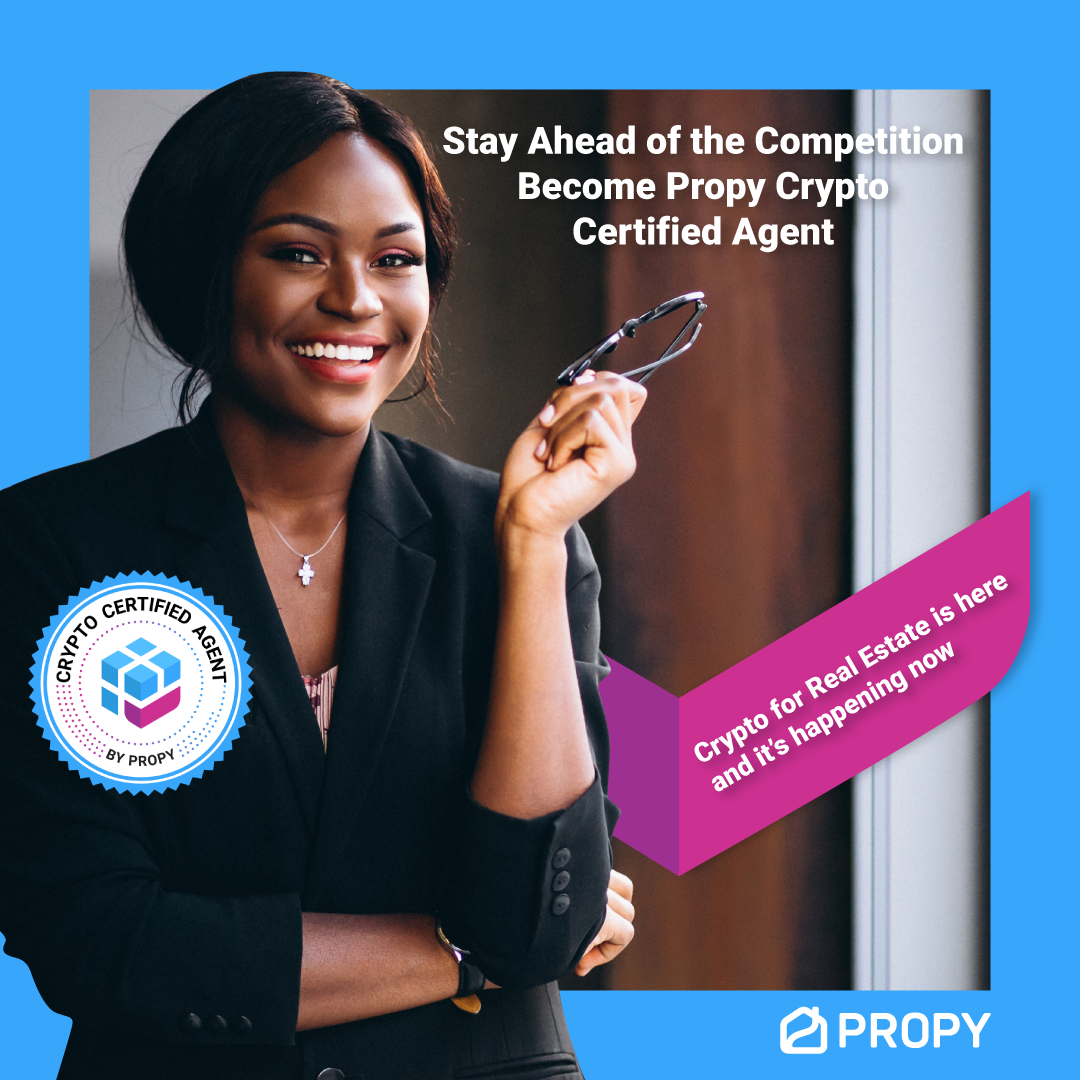 Stay Ahead of the Competition
Become Propy Crypto
Certified Agent
CRYPTO CERTIFIED AGENT
BY PROPY
Crypto for Real Estate is here
and it's happening now
PROPY